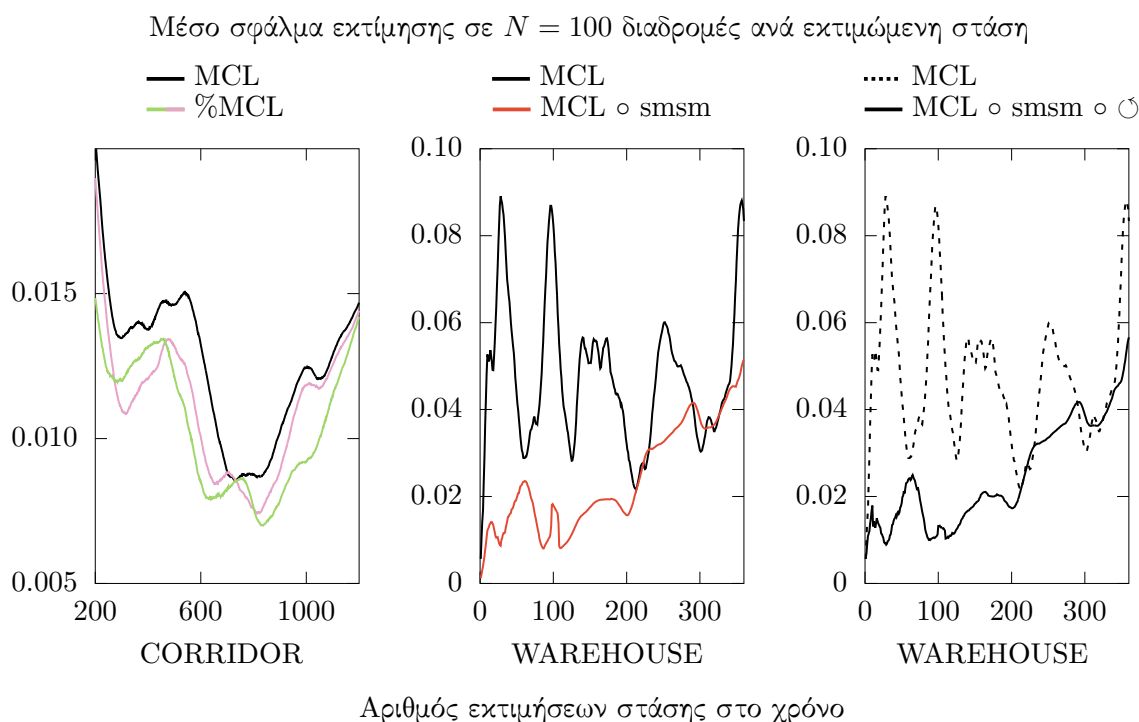 Μέσο σφάλμα εκτίμησης σε N = 100 διαδρομές ανά εκτιμώμενη στάση
MCL
%MCL
0.015
0.010
0.005
200 600 1000
CORRIDOR
MCL
MCL ∘ smsm
0.10
0.08
0.06
0.04
0.02
0
0 100 200 300
WAREHOUSE
MCL
MCL ∘ smsm ∘ ↺
0.10
0.08
0.06
0.04
0.02
0
0 100 200 300
WAREHOUSE
Αριθμός εκτιμήσεων στάσης στο χρόνο